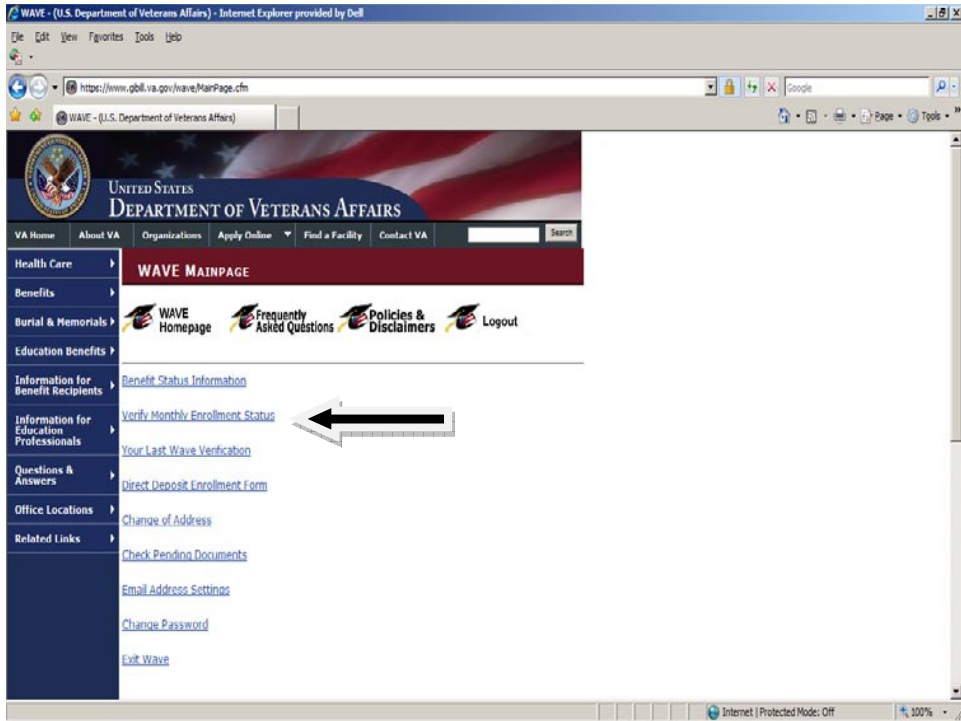 WAVE - (U.S. Department of Veterans Affairs) - Internet Explorer provided by Dell
File Edit View Favorites Tools Help
https://www.gibill.va.gov/wave/MainPage.cfm
Google
WAVE - (U.S. Department of Veterans Affairs)
Page Tools
UNITED STATES
DEPARTMENT OF VETERANS AFFAIRS
VA Home About VA Organizations Apply Online Find a Facility Contact VA Search
Health Care
Benefits
Burial & Memorials
Education Benefits
Information for
Benefit Recipients
Information for
Education
Professionals
Questions &
Answers
Office Locations
Related Links
WAVE MAINPAGE
WAVE
Homepage
Frequently
Asked Questions
Policies &
Disclaimers
Logout
Benefit Status Information
Verify Monthly Enrollment Status
Your Last Wave Verification
Direct Deposit Enrollment Form
Change of Address
Check Pending Documents
Email Address Settings
Change Password
Exit Wave
Internet | Protected Mode: Off
100%